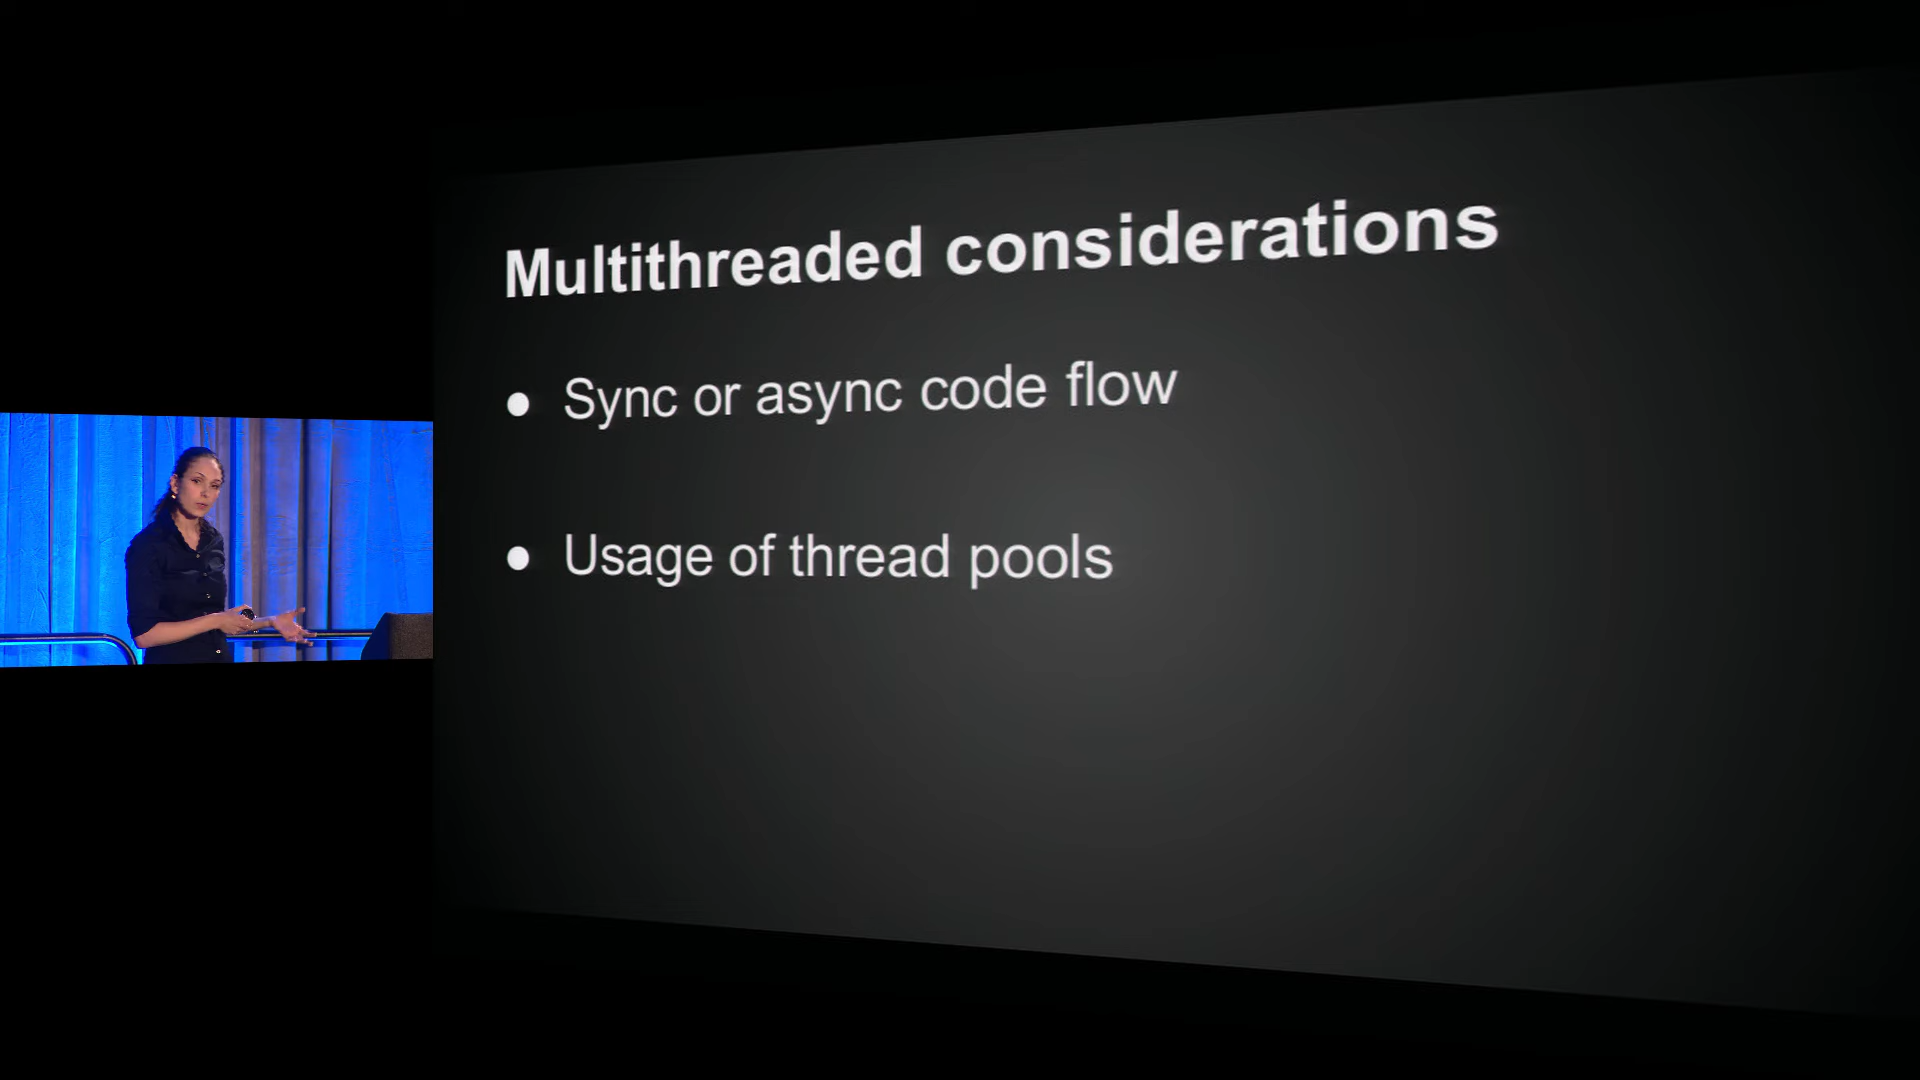 Multithreaded considerations
● Sync or async code flow
● Usage of thread pools